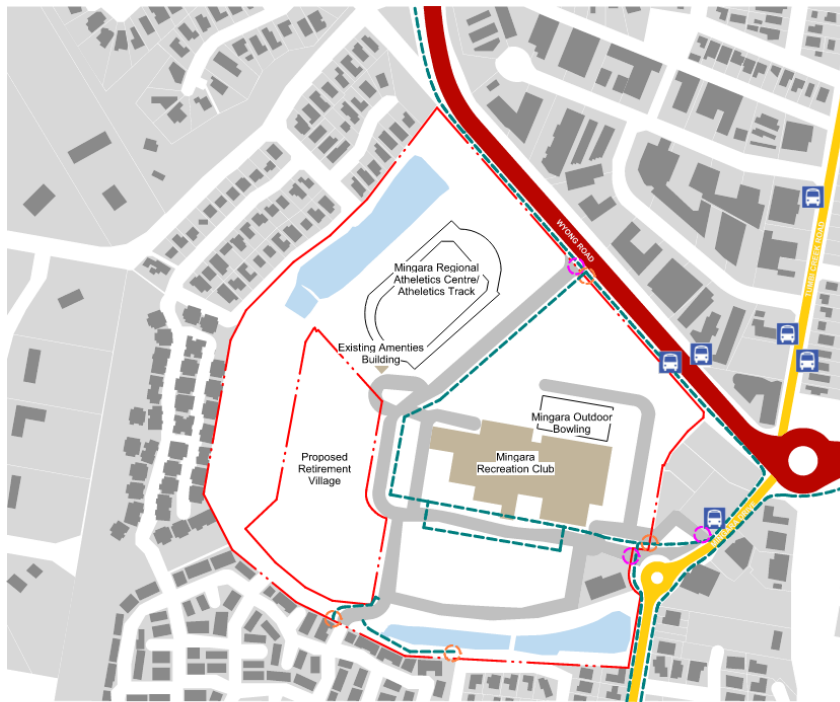 WYONG ROAD
TUMBI CREEK ROAD
Mingara Regional
Atheletics Centre/
Atheletics Track
Existing Amenties
Building
Mingara Outdoor
Bowling
Mingara
Recreation Club
Proposed
Retirement
Village